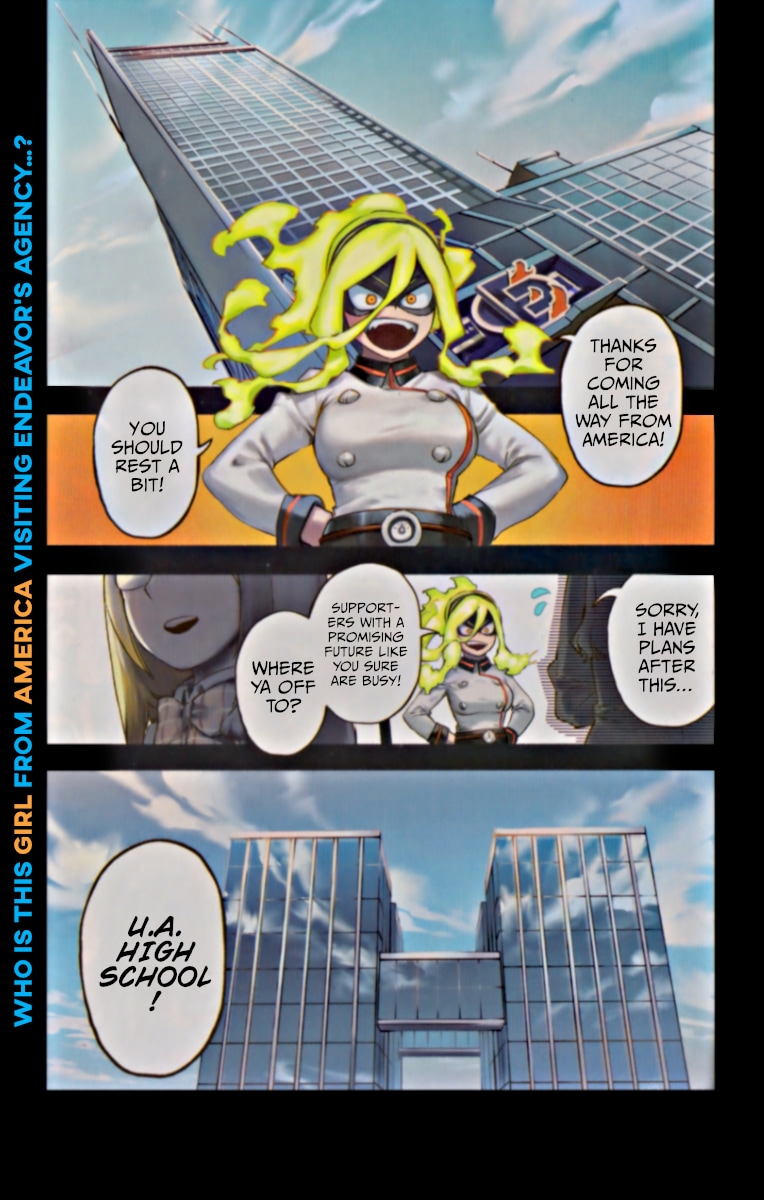 WHO IS THIS GIRL FROM AMERICA VISITING ENDEAVOR'S AGENCY...?
THANKS
FOR
COMING
ALL THE
WAY FROM
AMERICA!
YOU
SHOULD
REST A
BIT!
SORRY,
I HAVE
PLANS
AFTER
THIS...
SUPPORT-
ERS WITH A
PROMISING
FUTURE LIKE
YOU SURE
ARE BUSY!
WHERE
YA OFF
TO?
U.A.
HIGH
SCHOOL
!